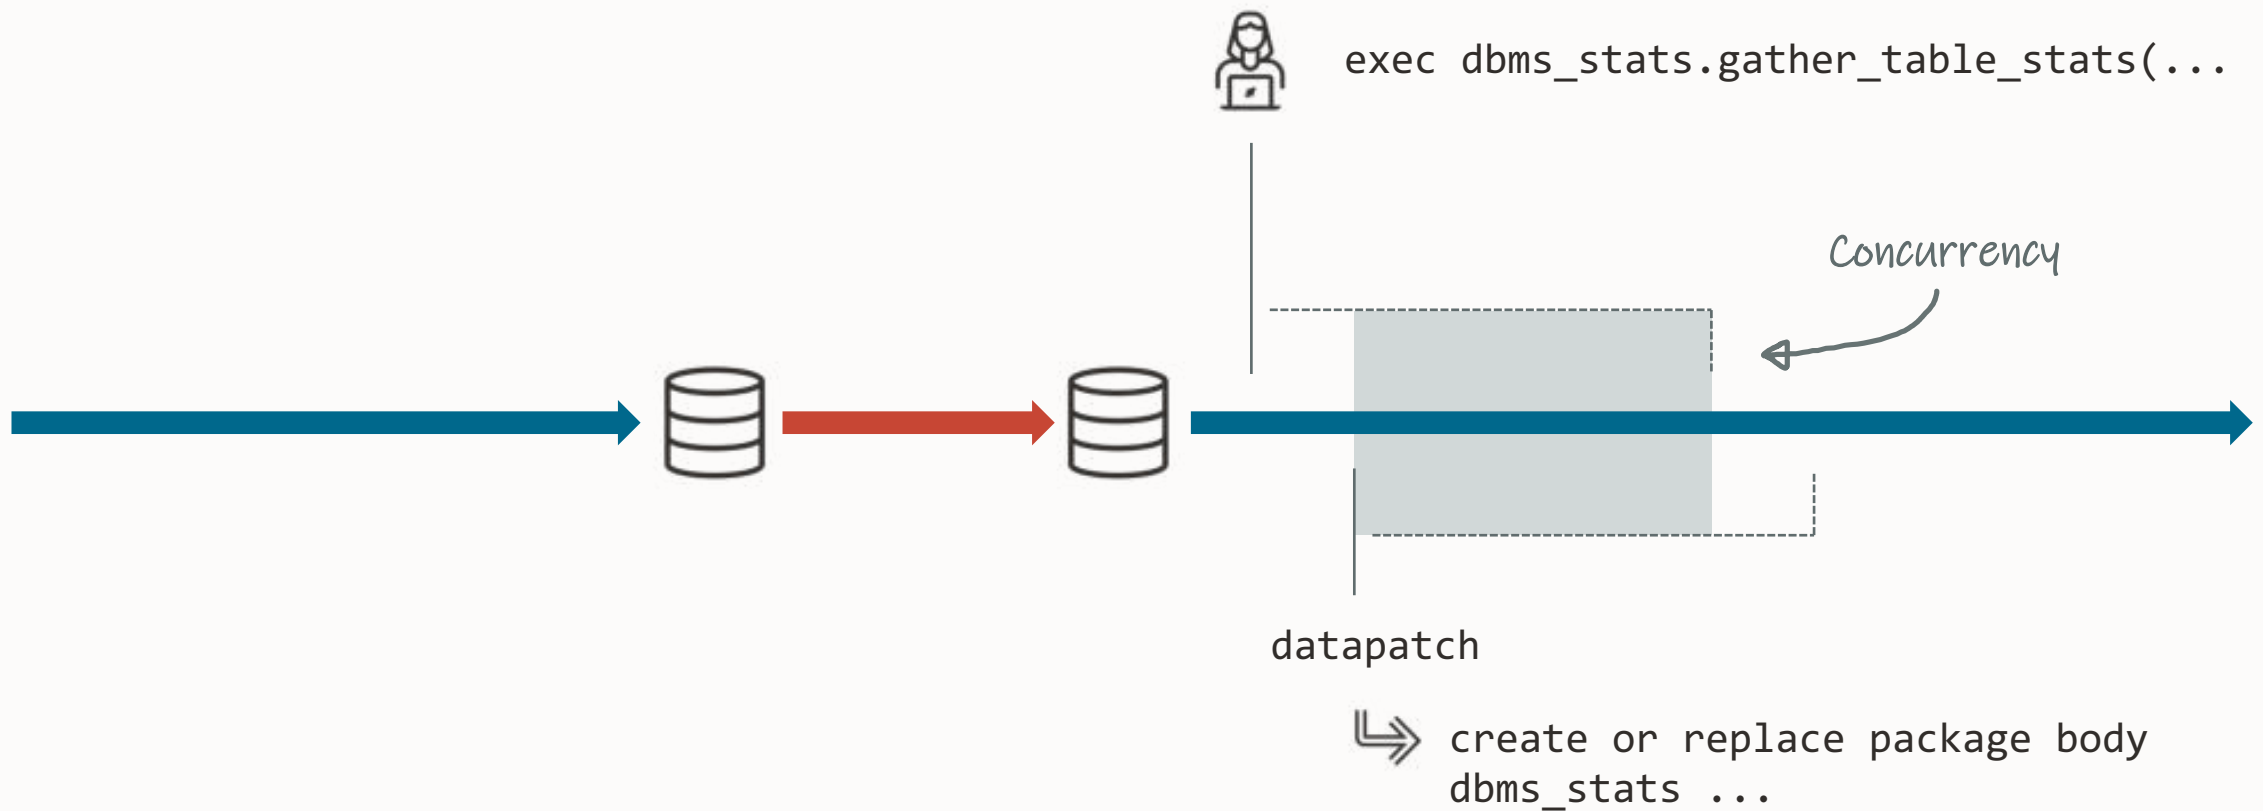 exec dbms_stats.gather_table_stats(...
Concurrency
datapatch
create or replace package body
dbms_stats ...